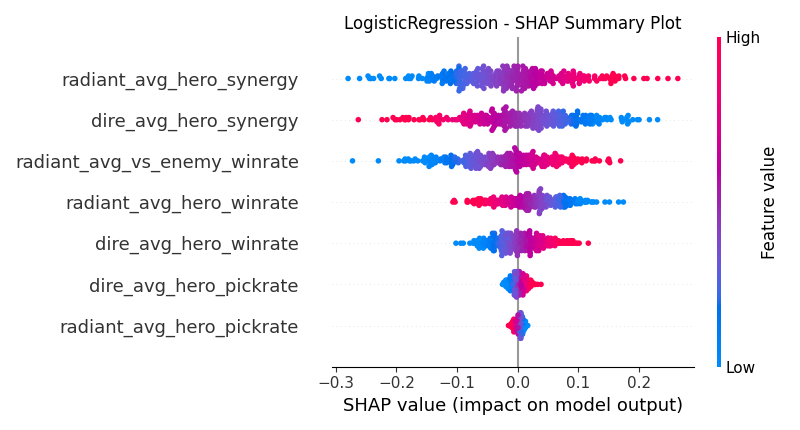 LogisticRegression - SHAP Summary Plot
High
radiant_avg_hero_synergy
dire_avg_hero_synergy
radiant_avg_vs_enemy_winrate
radiant_avg_hero_winrate
dire_avg_hero_winrate
dire_avg_hero_pickrate
radiant_avg_hero_pickrate
Feature value
Low
−0.3 −0.2 −0.1 0.0 0.1 0.2
SHAP value (impact on model output)